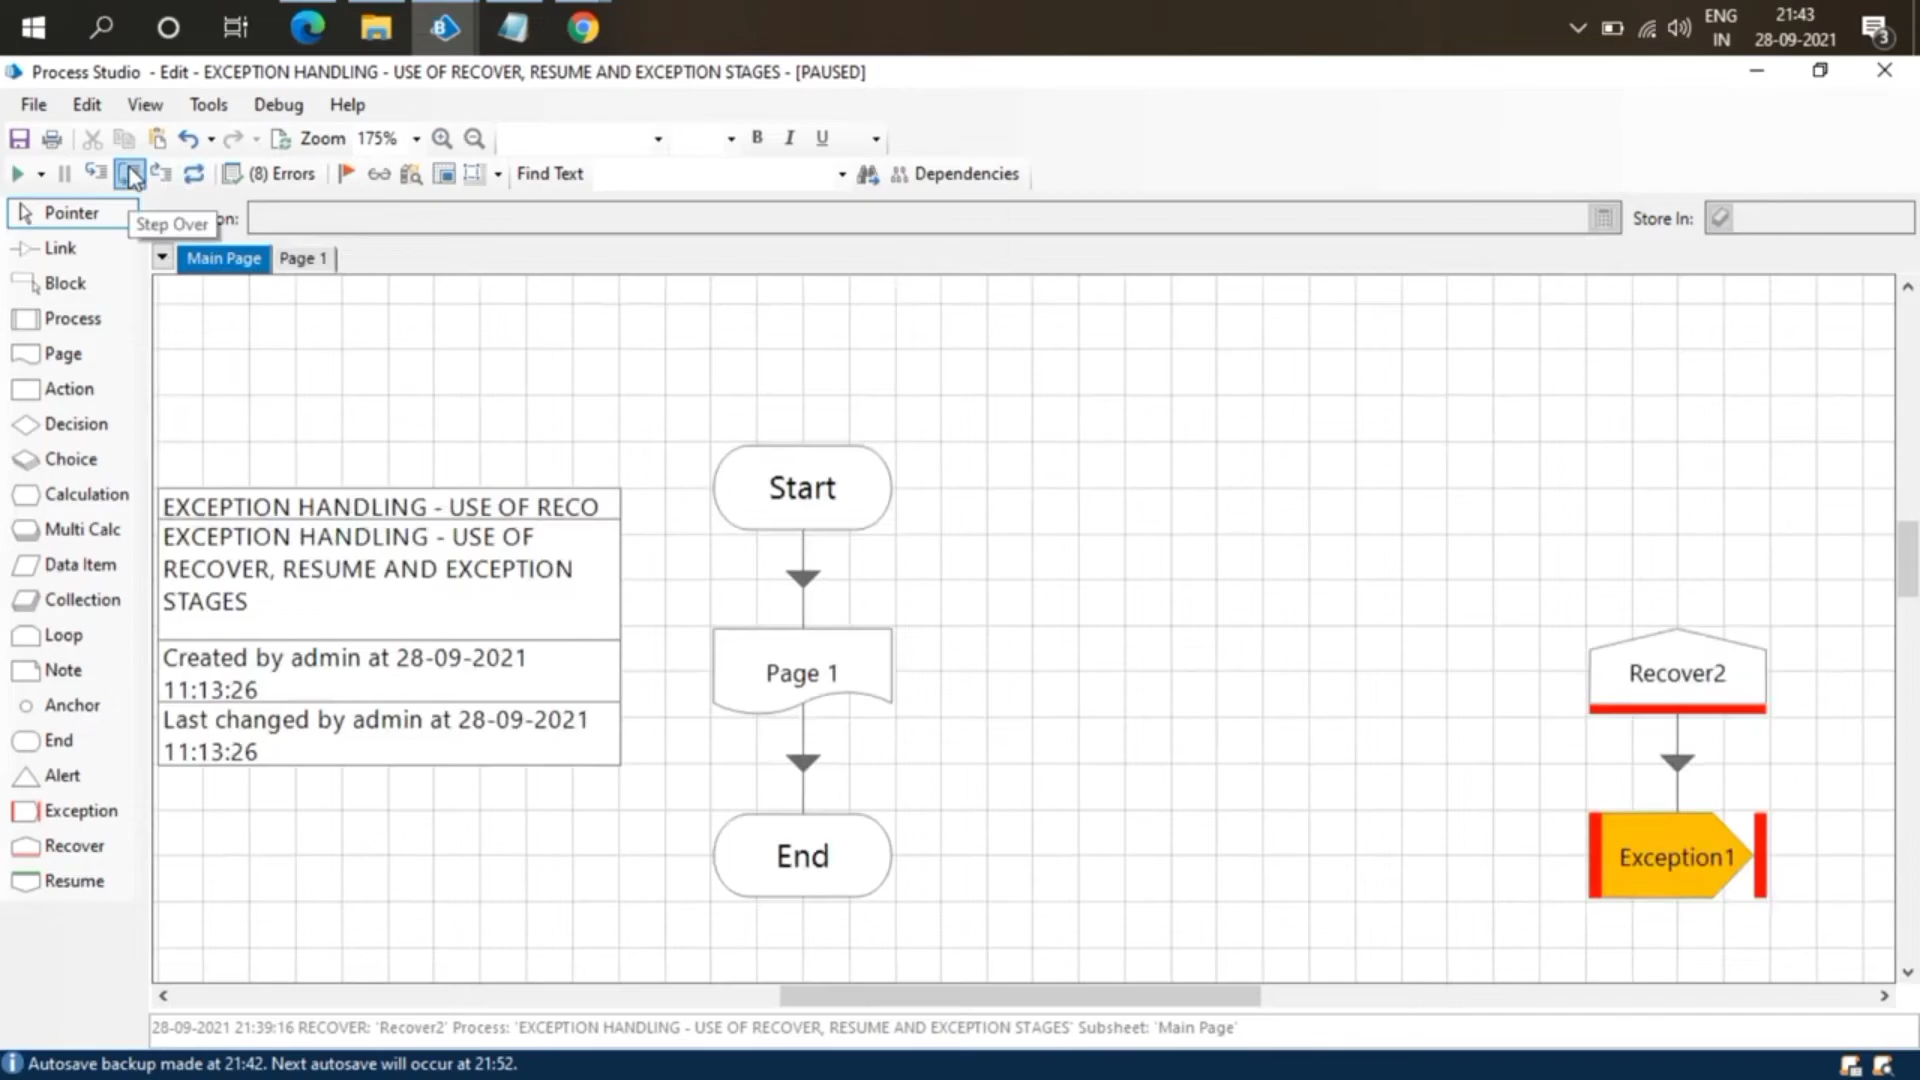 ENG
IN
21:43
28-09-2021
3
Process Studio - Edit - EXCEPTION HANDLING - USE OF RECOVER, RESUME AND EXCEPTION STAGES - [PAUSED]
File Edit View Tools Debug Help
Zoom 175% B I U
(8) Errors Find Text Dependencies
Pointer
Step Over
on:
Store In:
Link
Main Page Page 1
Block
Process
Page
Action
Decision
Choice
Calculation
Multi Calc
Data Item
Collection
Loop
Note
Anchor
End
Alert
Exception
Recover
Resume
EXCEPTION HANDLING - USE OF RECO
EXCEPTION HANDLING - USE OF
RECOVER, RESUME AND EXCEPTION
STAGES
Created by admin at 28-09-2021
11:13:26
Last changed by admin at 28-09-2021
11:13:26
Start
Page 1
End
Recover2
Exception1
28-09-2021 21:39:16 RECOVER: 'Recover2' Process: 'EXCEPTION HANDLING - USE OF RECOVER, RESUME AND EXCEPTION STAGES' Subsheet: 'Main Page'
Autosave backup made at 21:42. Next autosave will occur at 21:52.